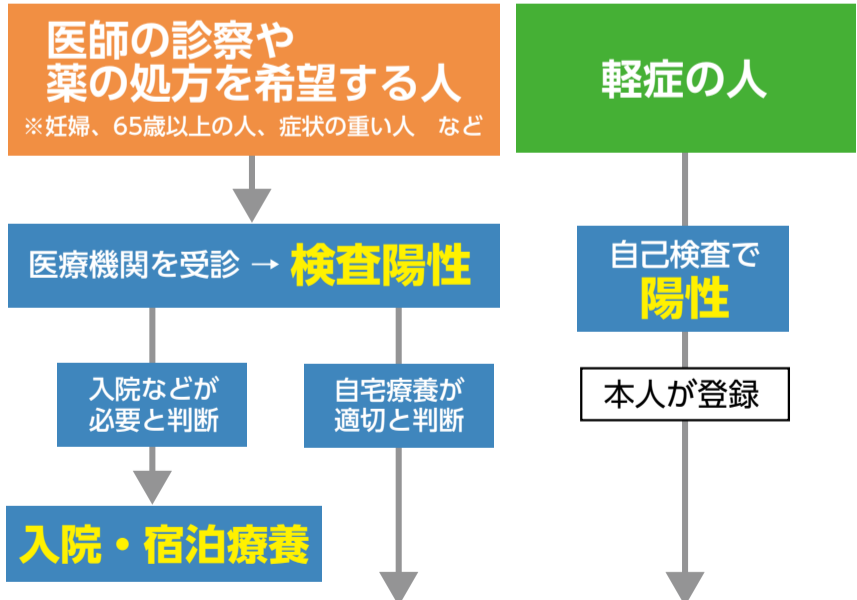 医師の診察や
薬の処方を希望する人
※妊婦、65歳以上の人、症状の重い人　など
医療機関を受診 → 検査陽性
入院などが
必要と判断
入院・宿泊療養
自宅療養が
適切と判断
軽症の人
自己検査で
陽性
本人が登録